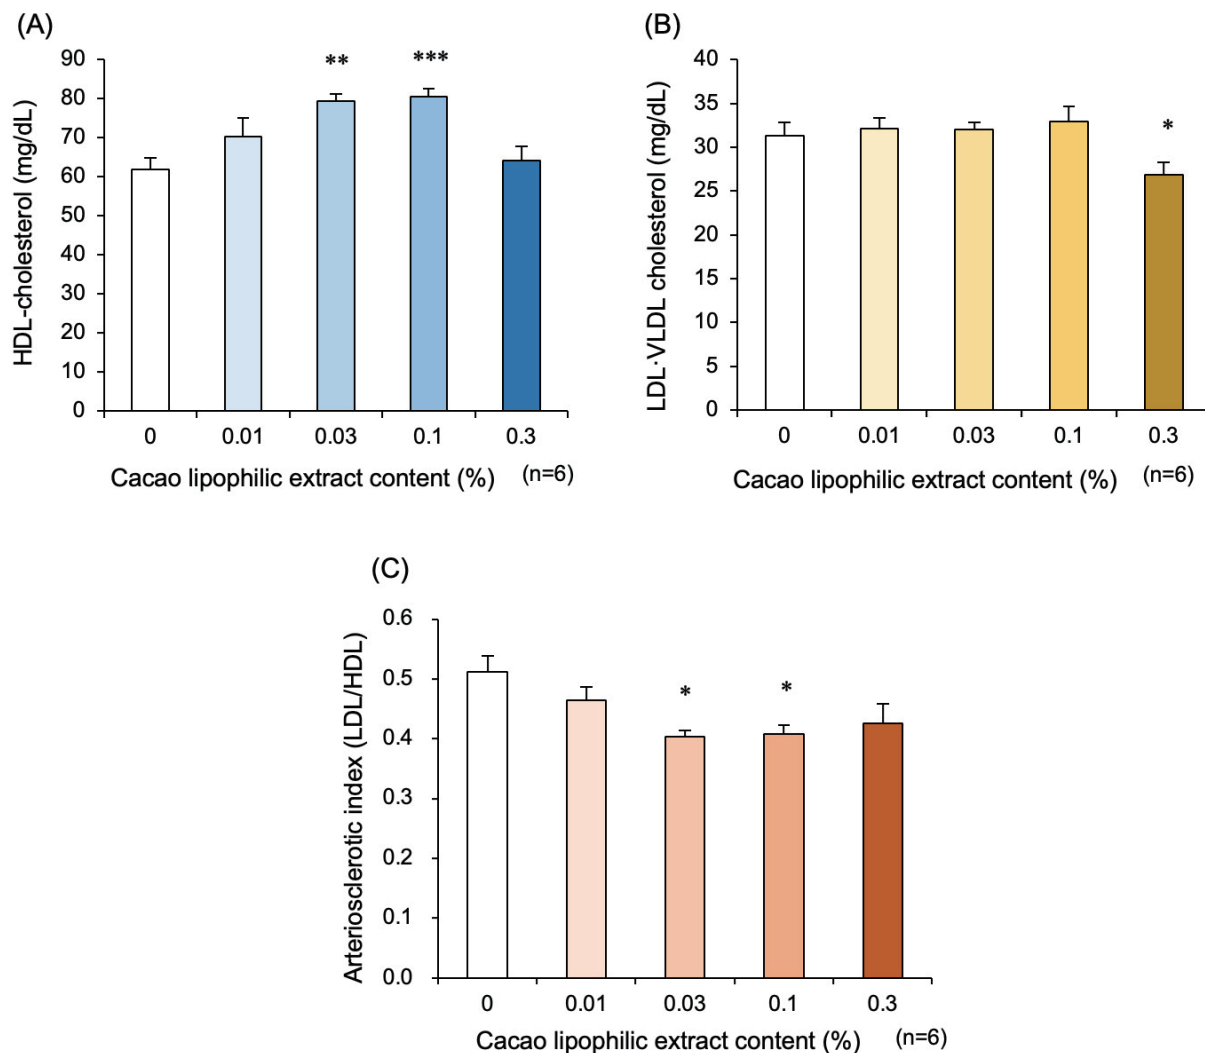 (A)
HDL-cholesterol (mg/dL)
90
80
70
60
50
40
30
20
10
0
**
***
0 0.01 0.03 0.1 0.3
Cacao lipophilic extract content (%) (n=6)
(B)
LDL·VLDL cholesterol (mg/dL)
40
35
30
25
20
15
10
5
0
*
0 0.01 0.03 0.1 0.3
Cacao lipophilic extract content (%) (n=6)
(C)
Arteriosclerotic index (LDL/HDL)
0.6
0.5
0.4
0.3
0.2
0.1
0.0
*
*
0 0.01 0.03 0.1 0.3
Cacao lipophilic extract content (%) (n=6)